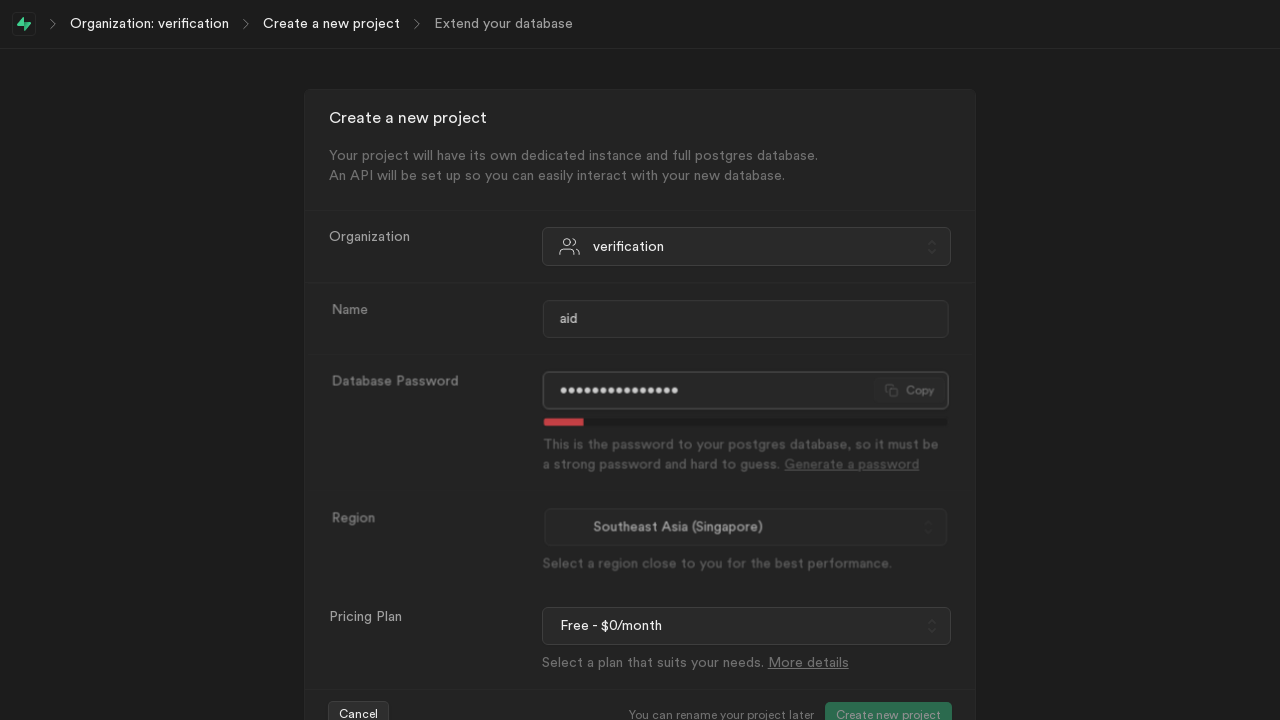 Organization: verification
Create a new project
Extend your database
Create a new project
Your project will have its own dedicated instance and full postgres database.
An API will be set up so you can easily interact with your new database.
Organization
verification
Name
aid
Database Password
•••••••••••••••
Copy
This is the password to your postgres database, so it must be
a strong password and hard to guess. Generate a password
Region
Southeast Asia (Singapore)
Select a region close to you for the best performance.
Pricing Plan
Free - $0/month
Select a plan that suits your needs. More details
Cancel
You can rename your project later
Create new project